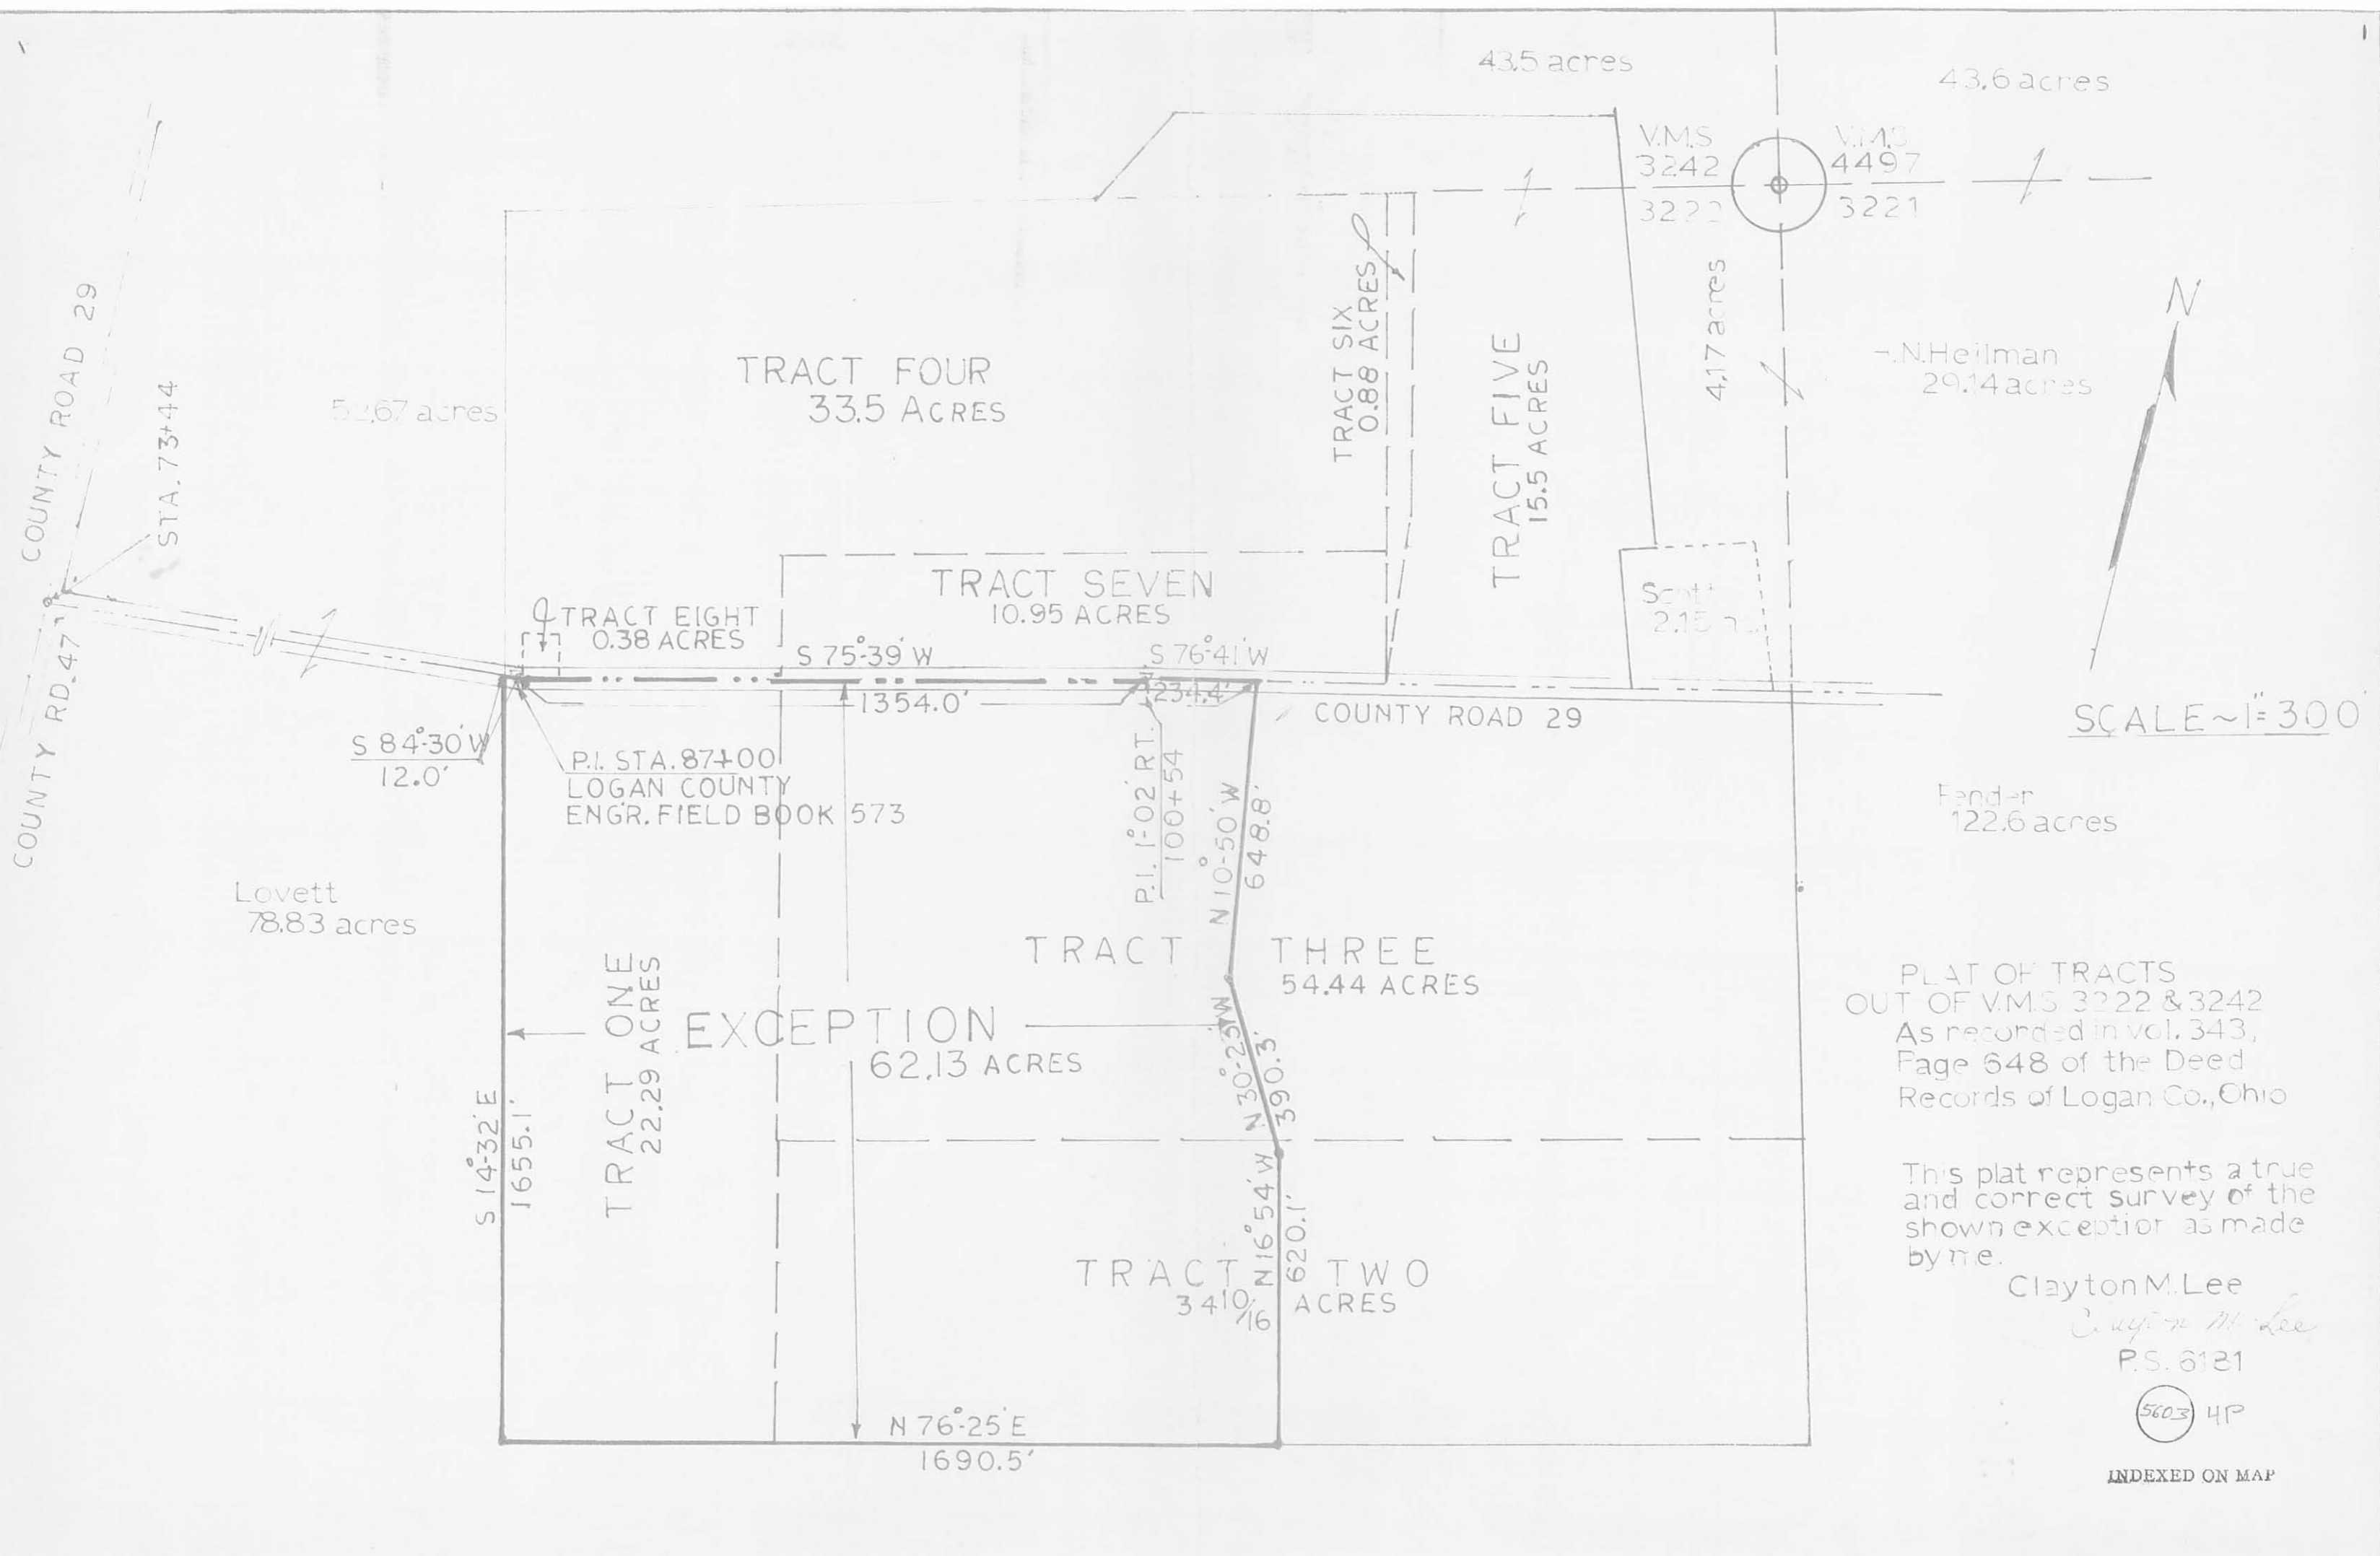 43.5 acres
43.6 acres
V.M.S
3242
4497
3221
COUNTY ROAD 29
STA. 73+44
COUNTY RD. 47
acres
TRACT FOUR
33.5 ACRES
TRACT SIX
0.88 ACRES
TRACT FIVE
15.5 ACRES
4.17 acres
N. Heilman
29.14 acres
N
TRACT SEVEN
10.95 ACRES
TRACT EIGHT
0.38 ACRES
Scott
2.15
S 75°-39' W
1354.0'
S 76°-41' W
234.4'
COUNTY ROAD 29
SCALE ~ 1"=300'
S 84°-30' W
12.0'
P.I. STA. 87+00
LOGAN COUNTY
ENGR. FIELD BOOK 573
P.I. 1°-02' RT.
100+54
N 10°-50' W
648.8'
122.6 acres
Lovett
78.83 acres
TRACT ONE
22.29 ACRES
EXCEPTION
62.13 ACRES
TRACT THREE
54.44 ACRES
N 30°-23' W
390.3'
S 14°-32' E
1655.1'
N 16° 54' W
620.1'
TRACT TWO
34 10/16 ACRES
N 76°-25' E
1690.5'
PLAT OF TRACTS
OUT OF V.M.S. 3222 & 3242
As recorded in vol. 343,
Page 648 of the Deed
Records of Logan Co., Ohio
This plat represents a true
and correct survey of the
shown exception as made
by me.
Clayton M. Lee
Clayton M. Lee
P.S. 6181
5603 4P
INDEXED ON MAP